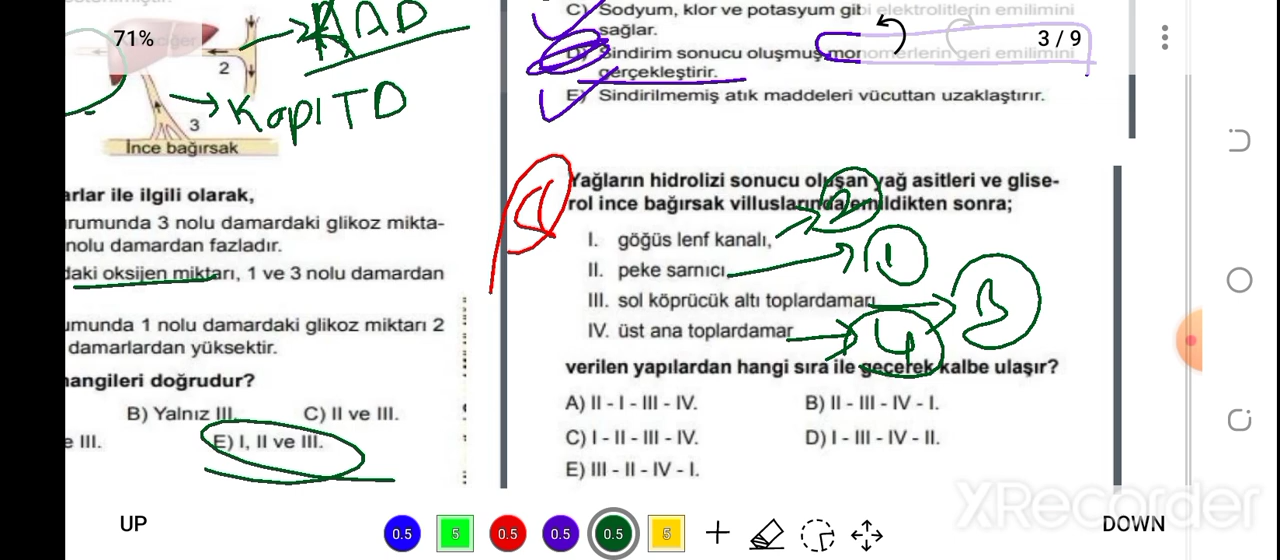 71%
2
AAD
3
KapITD
İnce bağırsak
arlar ile ilgili olarak,
rumunda 3 nolu damardaki glikoz mikta-
nolu damardan fazladır.
daki oksijen miktarı, 1 ve 3 nolu damardan
umunda 1 nolu damardaki glikoz miktarı 2
damarlardan yüksektir.
hangileri doğrudur?
B) Yalnız III. C) II ve III.
e III. E) I, II ve III.
C) Sodyum, klor ve potasyum gibi elektrolitlerin emilimini
sağlar.
D) Sindirim sonucu oluşmuş monomerlerin geri emilimini
gerçekleştirir.
E) Sindirilmemiş atık maddeleri vücuttan uzaklaştırır.
3 / 9
Yağların hidrolizi sonucu oluşan yağ asitleri ve glise-
rol ince bağırsak villuslarında emildikten sonra;
I. göğüs lenf kanalı, 2
II. peke sarnıcı, 1
III. sol köprücük altı toplardamarı 3
IV. üst ana toplardamar 4
verilen yapılardan hangi sıra ile geçerek kalbe ulaşır?
A) II - I - III - IV. B) II - III - IV - I.
C) I - II - III - IV. D) I - III - IV - II.
E) III - II - IV - I.
XRecorder
UP 0.5 5 0.5 0.5 0.5 5 DOWN